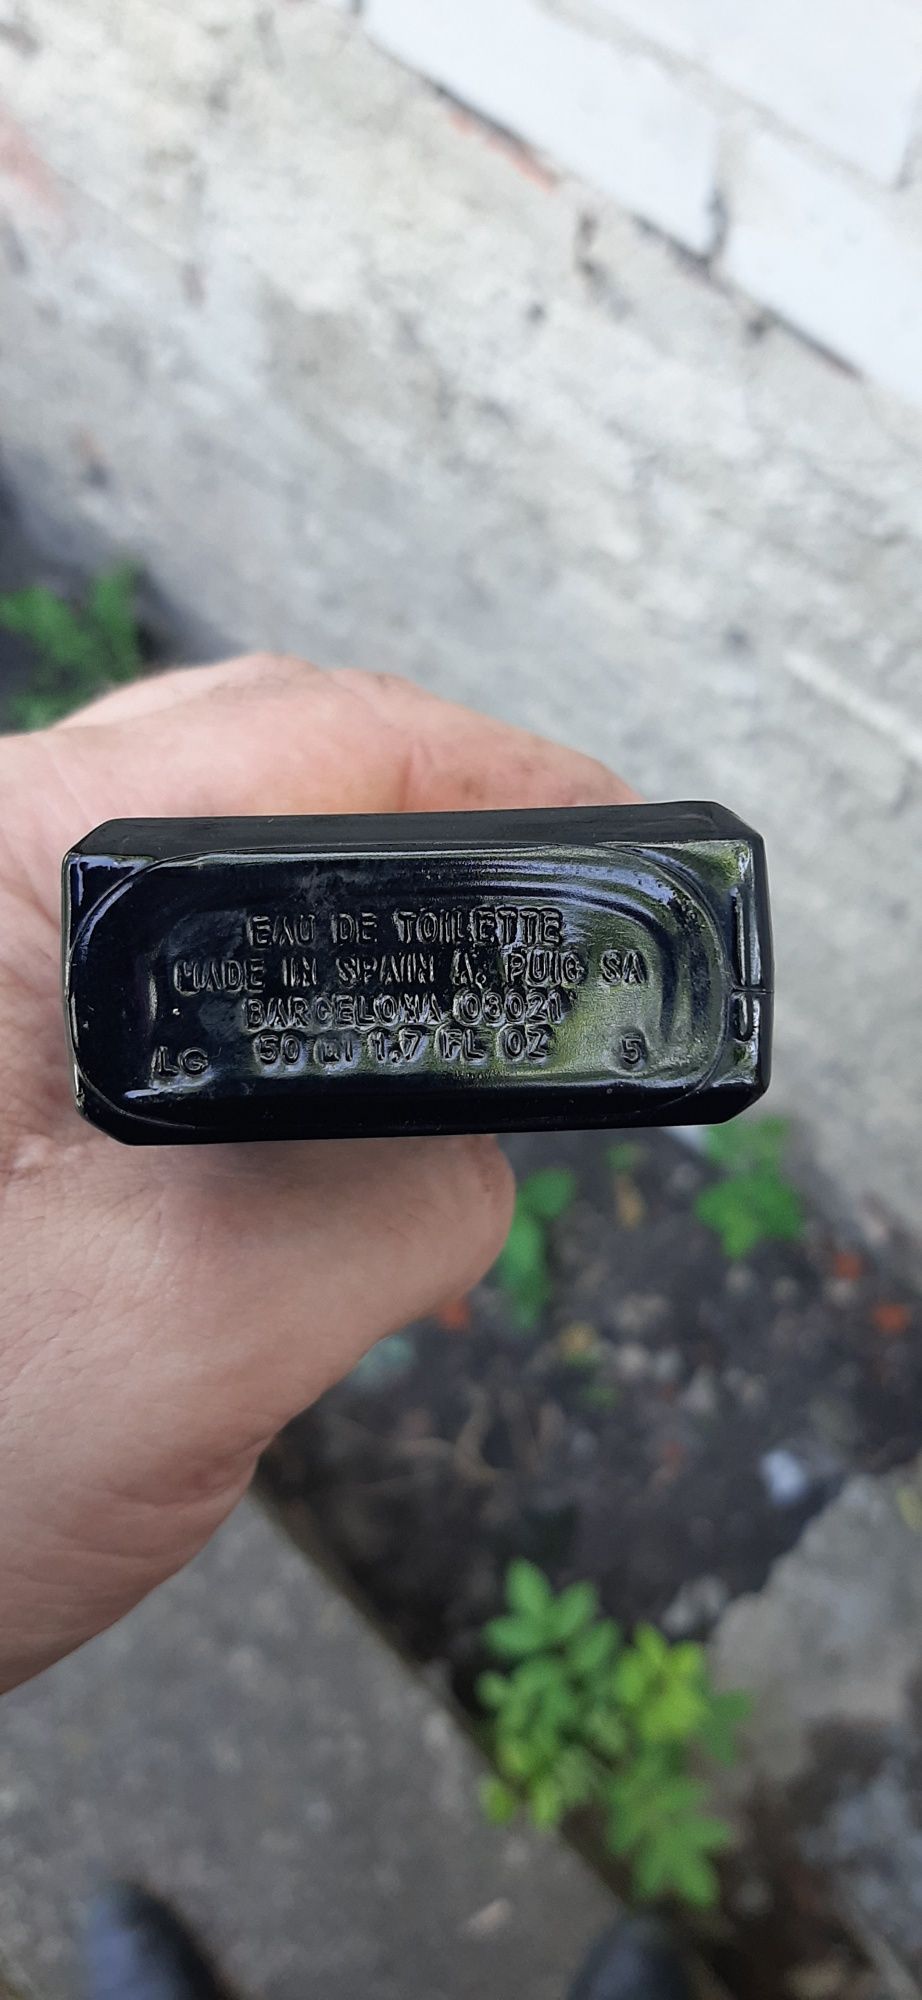 EAU DE TOILETTE
MADE IN SPAIN A. PUIG SA
BARCELONA 08021
50 ml 1.7 FL OZ
LG 5